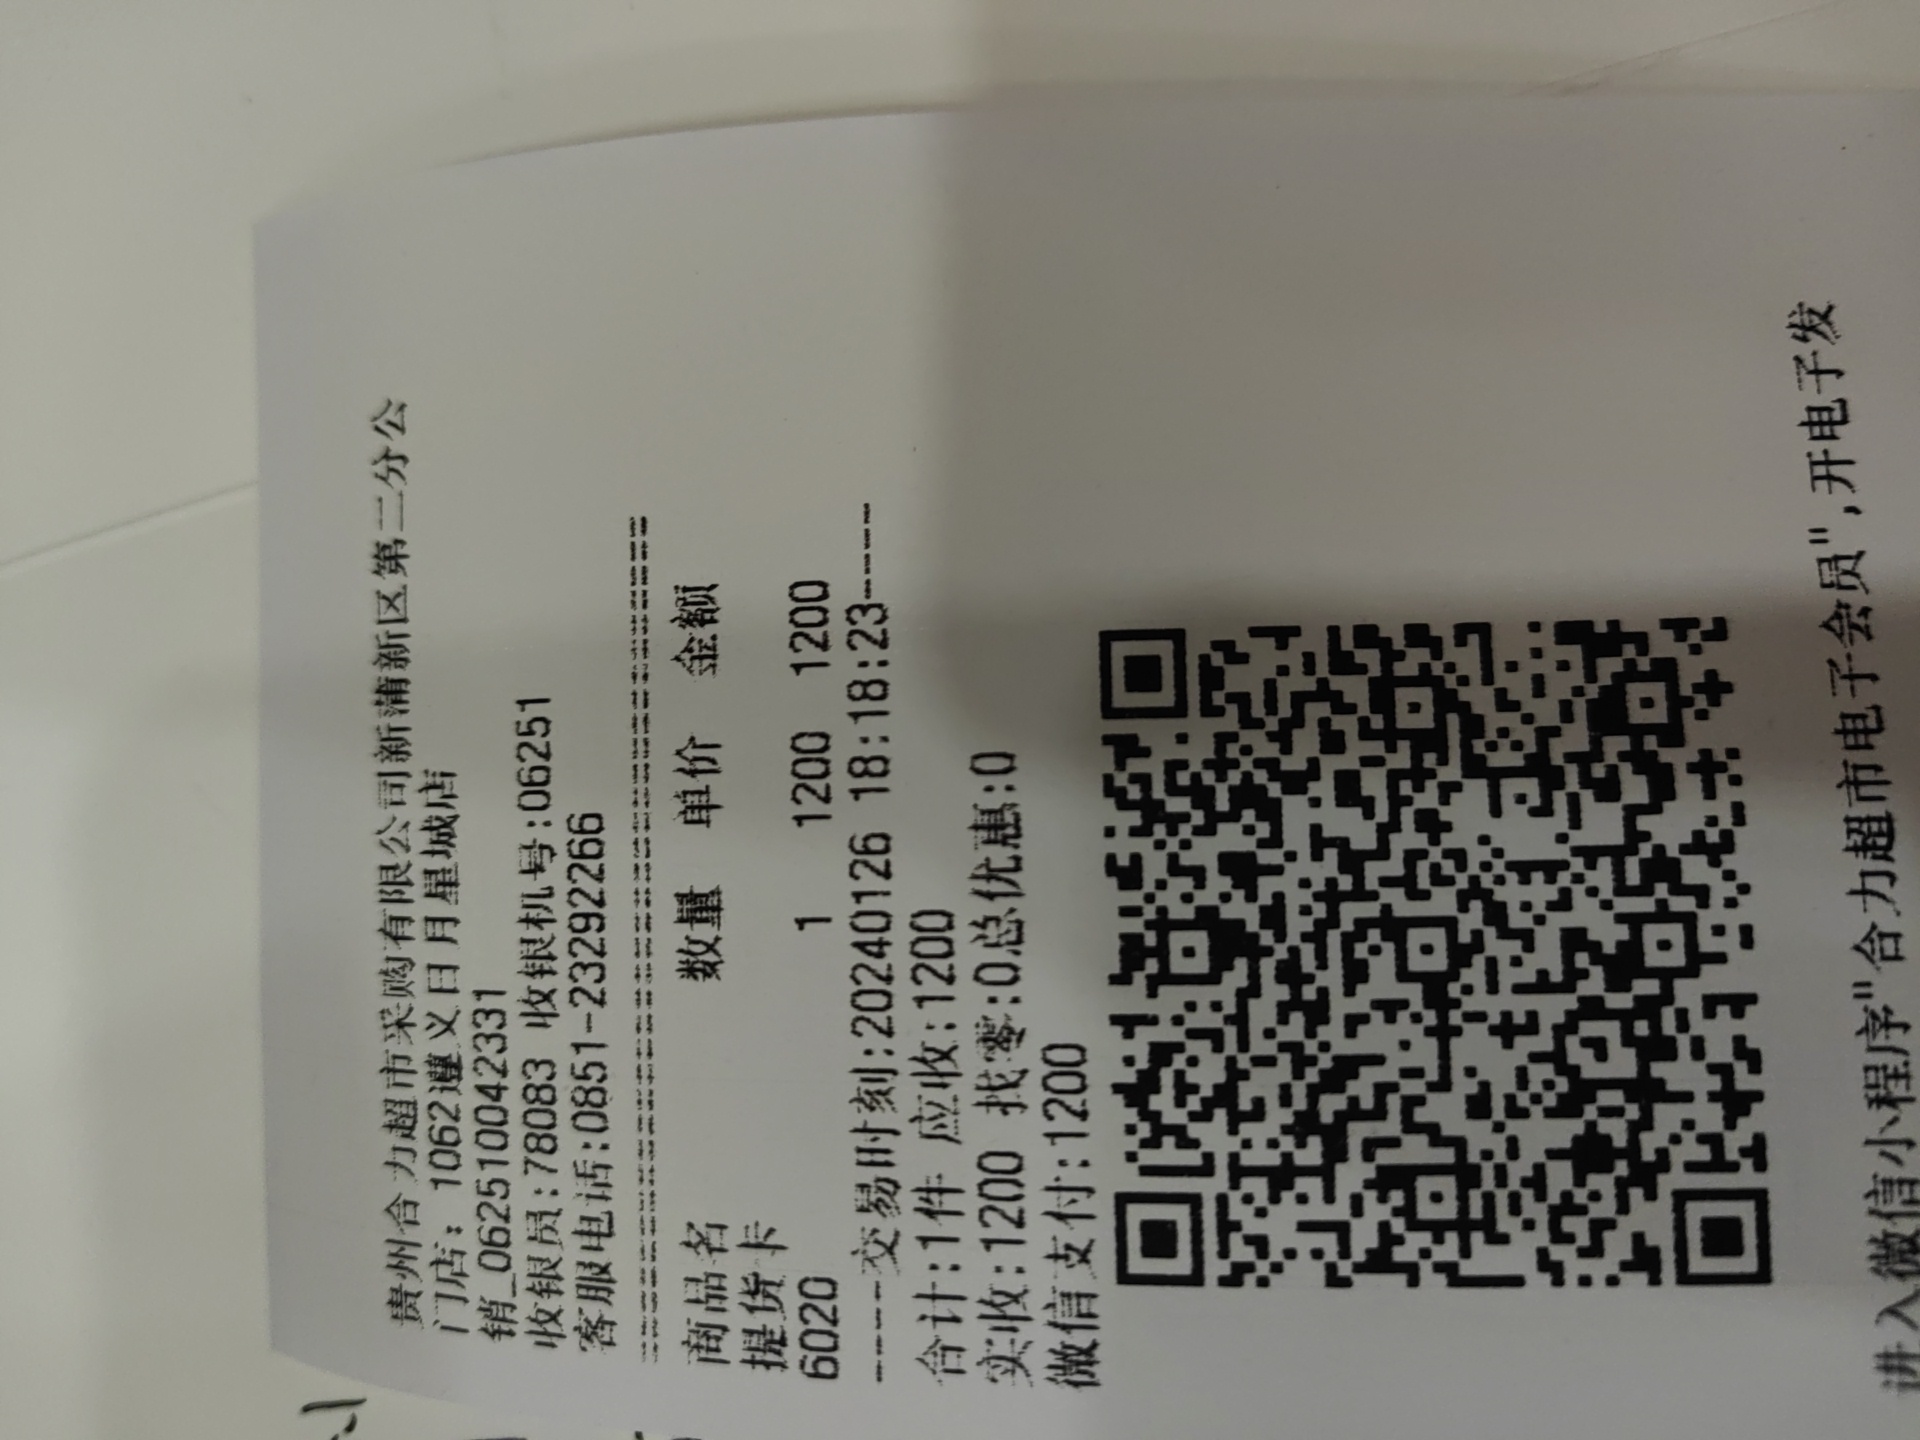 贵州合力超市采购有限公司新蒲新区第二分公
门店: 1062遵义日月星城店
销_062510042331
收银员:78083 收银机号:06251
客服电话:0851-23292266
========================================
商品名 数量 单价 金额
提货卡
6020 1 1200 1200
-----交易时刻:20240126 18:18:23-----
合计:1件 应收:1200
实收:1200 找零:0总优惠:0
微信支付:1200
进入微信小程序"合力超市电子会员",开电子发